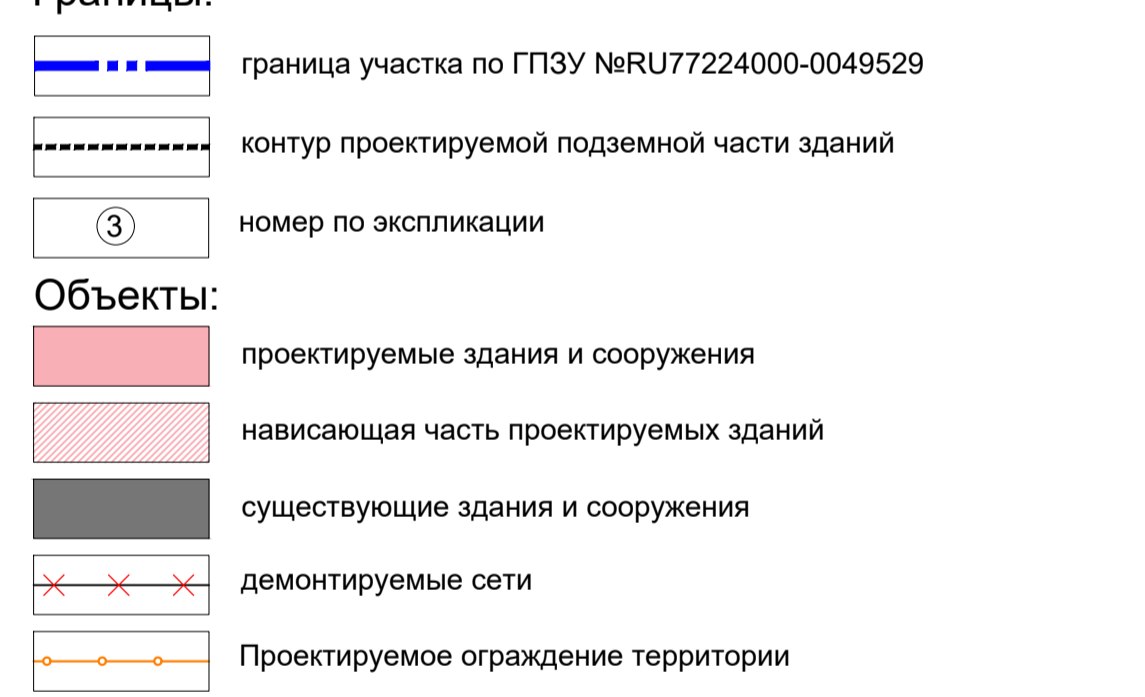 Границы:
граница участка по ГПЗУ №RU77224000-0049529
контур проектируемой подземной части зданий
3
номер по экспликации
Объекты:
проектируемые здания и сооружения
нависающая часть проектируемых зданий
существующие здания и сооружения
демонтируемые сети
Проектируемое ограждение территории